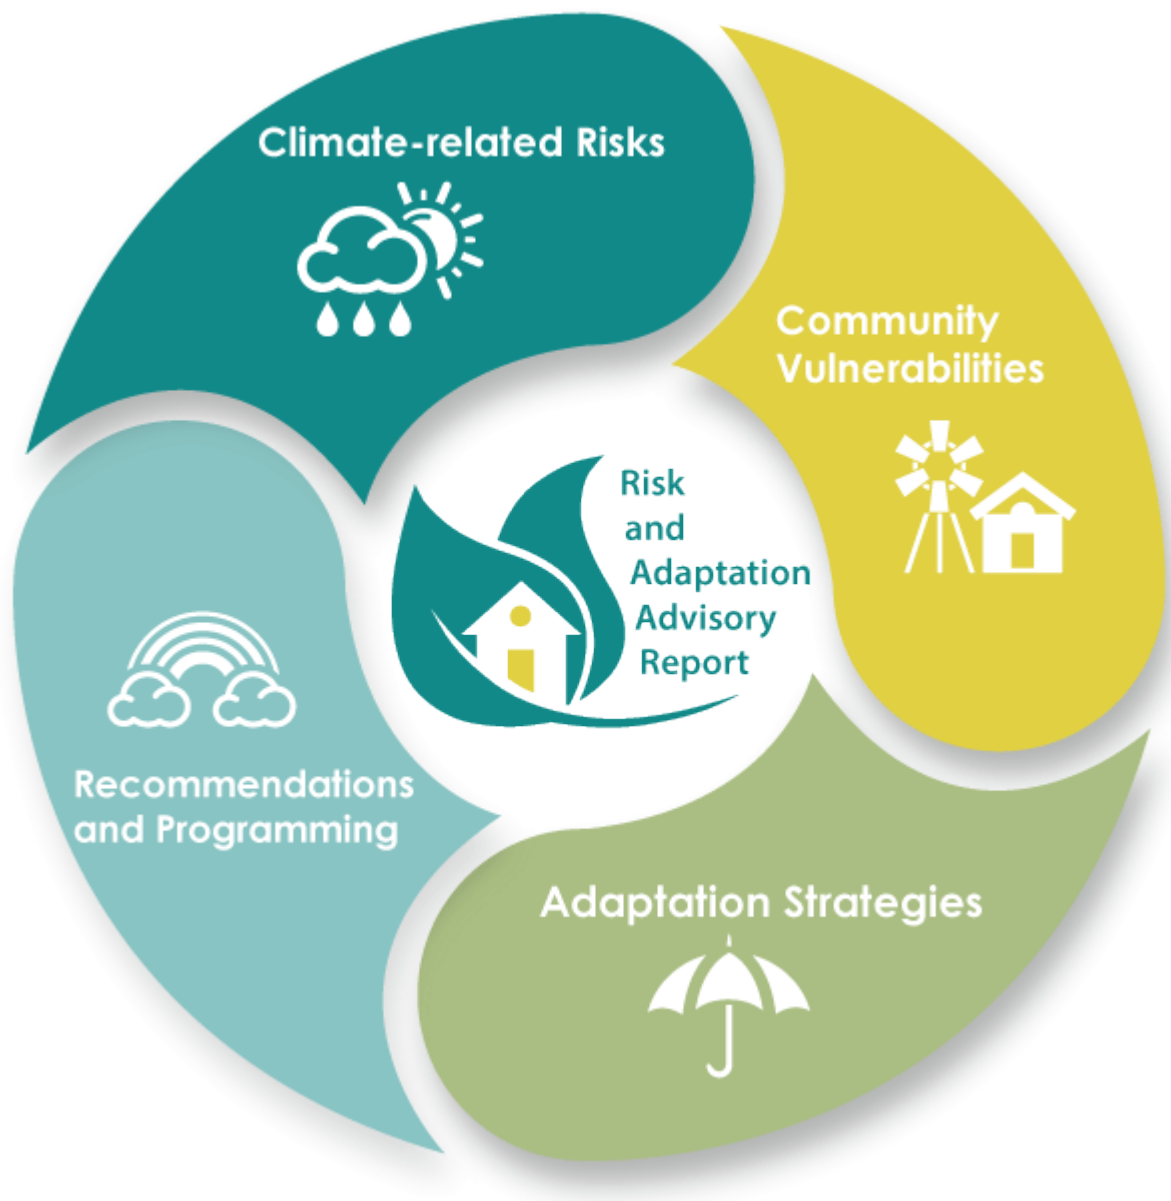 Climate-related Risks
Community
Vulnerabilities
Risk
and
Adaptation
Advisory
Report
Recommendations
and Programming
Adaptation Strategies